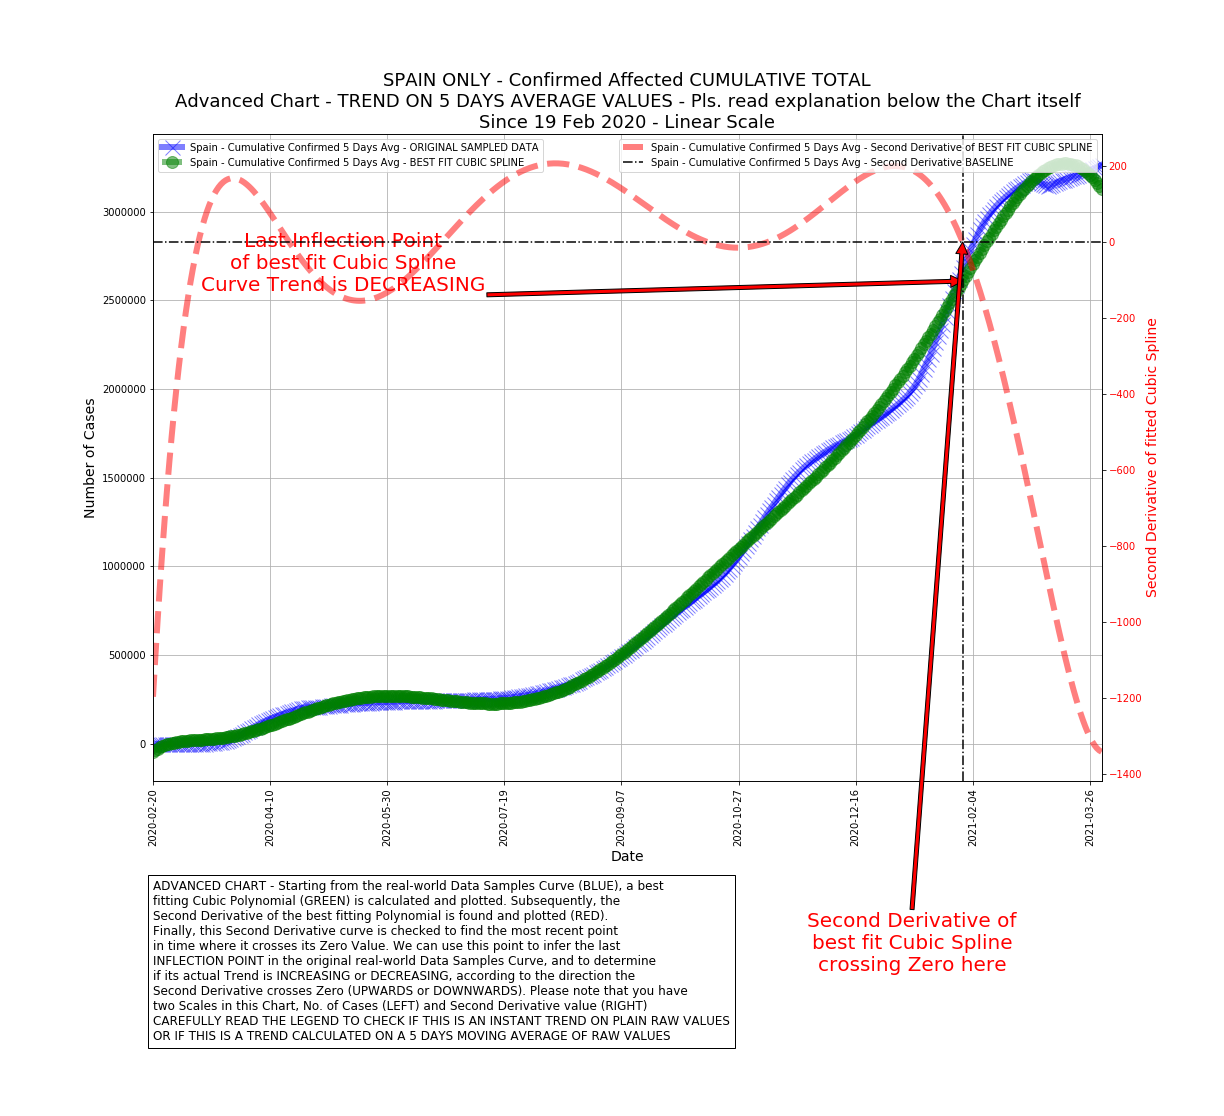 SPAIN ONLY - Confirmed Affected CUMULATIVE TOTAL
Advanced Chart - TREND ON 5 DAYS AVERAGE VALUES - Pls. read explanation below the Chart itself
Since 19 Feb 2020 - Linear Scale
Spain - Cumulative Confirmed 5 Days Avg - ORIGINAL SAMPLED DATA
Spain - Cumulative Confirmed 5 Days Avg - BEST FIT CUBIC SPLINE
Spain - Cumulative Confirmed 5 Days Avg - Second Derivative of BEST FIT CUBIC SPLINE
Spain - Cumulative Confirmed 5 Days Avg - Second Derivative BASELINE
Number of Cases
3000000
2500000
2000000
1500000
1000000
500000
0
Last Inflection Point
of best fit Cubic Spline
Curve Trend is DECREASING
200
0
−200
−400
−600
−800
−1000
−1200
−1400
Second Derivative of fitted Cubic Spline
2020-02-20
2020-04-10
2020-05-30
2020-07-19
2020-09-07
2020-10-27
2020-12-16
2021-02-04
2021-03-26
Date
ADVANCED CHART - Starting from the real-world Data Samples Curve (BLUE), a best
fitting Cubic Polynomial (GREEN) is calculated and plotted. Subsequently, the
Second Derivative of the best fitting Polynomial is found and plotted (RED).
Finally, this Second Derivative curve is checked to find the most recent point
in time where it crosses its Zero Value. We can use this point to infer the last
INFLECTION POINT in the original real-world Data Samples Curve, and to determine
if its actual Trend is INCREASING or DECREASING, according to the direction the
Second Derivative crosses Zero (UPWARDS or DOWNWARDS). Please note that you have
two Scales in this Chart, No. of Cases (LEFT) and Second Derivative value (RIGHT)
CAREFULLY READ THE LEGEND TO CHECK IF THIS IS AN INSTANT TREND ON PLAIN RAW VALUES
OR IF THIS IS A TREND CALCULATED ON A 5 DAYS MOVING AVERAGE OF RAW VALUES
Second Derivative of
best fit Cubic Spline
crossing Zero here